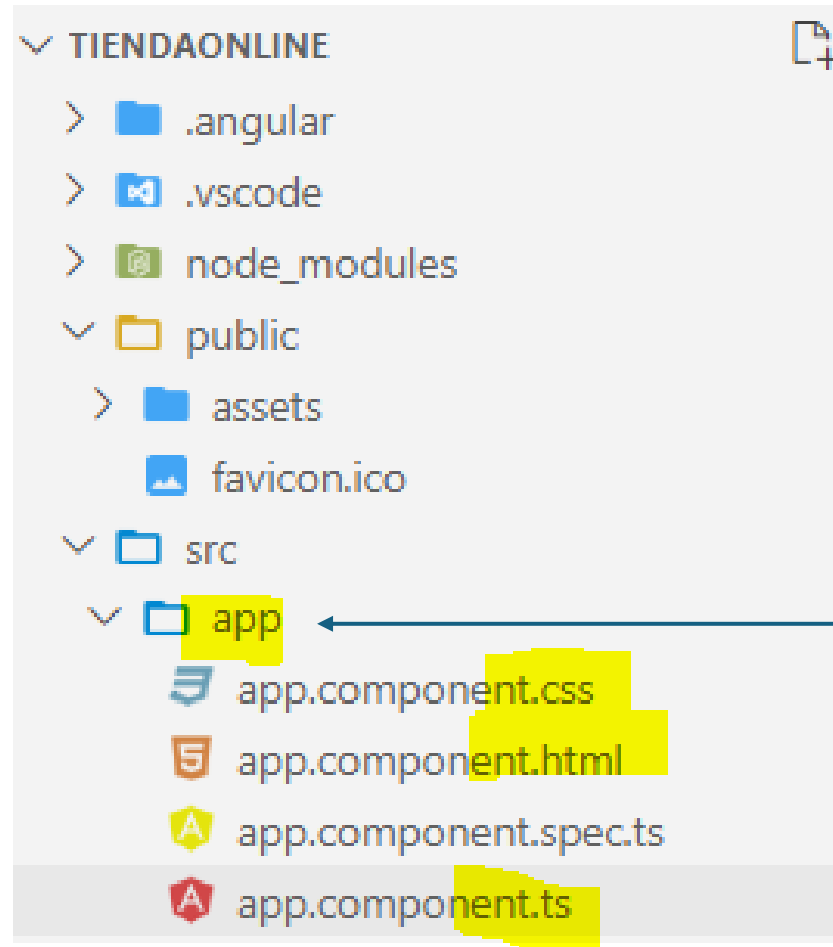 TIENDAONLINE
.angular
.vscode
node_modules
public
assets
favicon.ico
src
app
app.component.css
app.component.html
app.component.spec.ts
app.component.ts